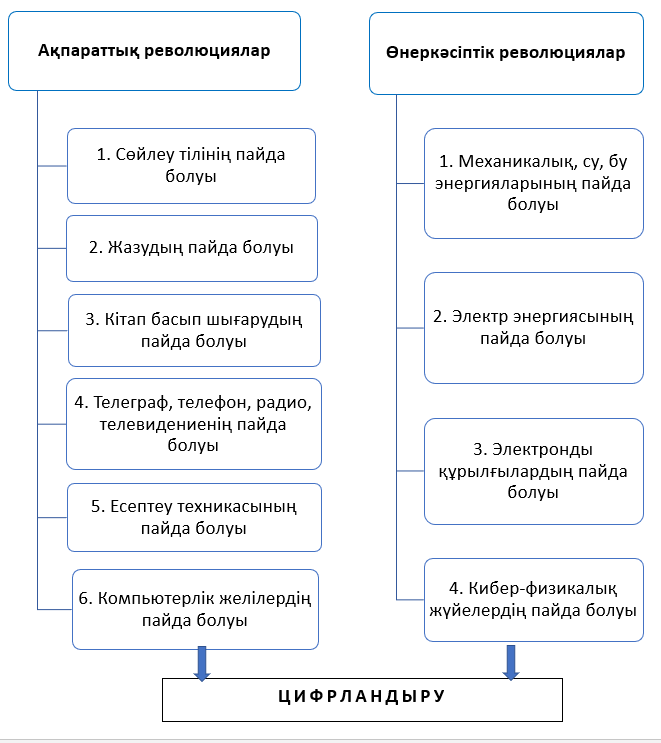 Ақпараттық революциялар
1. Сөйлеу тілінің пайда
болуы
2. Жазудың пайда болуы
3. Кітап басып шығарудың
пайда болуы
4. Телеграф, телефон, радио,
телевидениенің пайда
болуы
5. Есептеу техникасының
пайда болуы
6. Компьютерлік желілердің
пайда болуы
Өнеркәсіптік революциялар
1. Механикалық, су, бу
энергияларының пайда
болуы
2. Электр энергиясының
пайда болуы
3. Электронды
құрылғылардың пайда
болуы
4. Кибер-физикалық
жүйелердің пайда болуы
ЦИФРЛАНДЫРУ